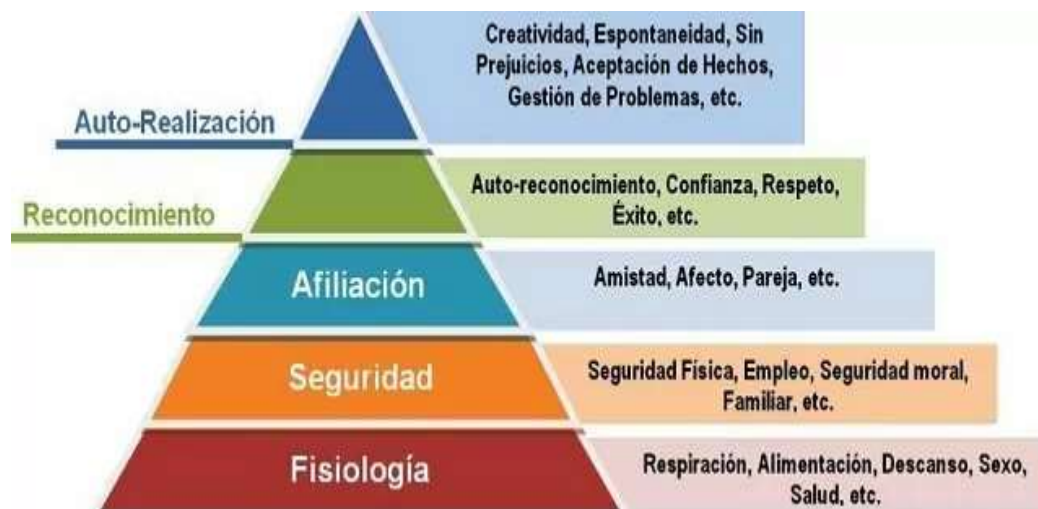 Creatividad, Espontaneidad, Sin
Prejuicios, Aceptación de Hechos,
Gestión de Problemas, etc.
Auto-Realización
Auto-reconocimiento, Confianza, Respeto,
Éxito, etc.
Reconocimiento
Afiliación
Amistad, Afecto, Pareja, etc.
Seguridad
Seguridad Física, Empleo, Seguridad moral,
Familiar, etc.
Fisiología
Respiración, Alimentación, Descanso, Sexo,
Salud, etc.